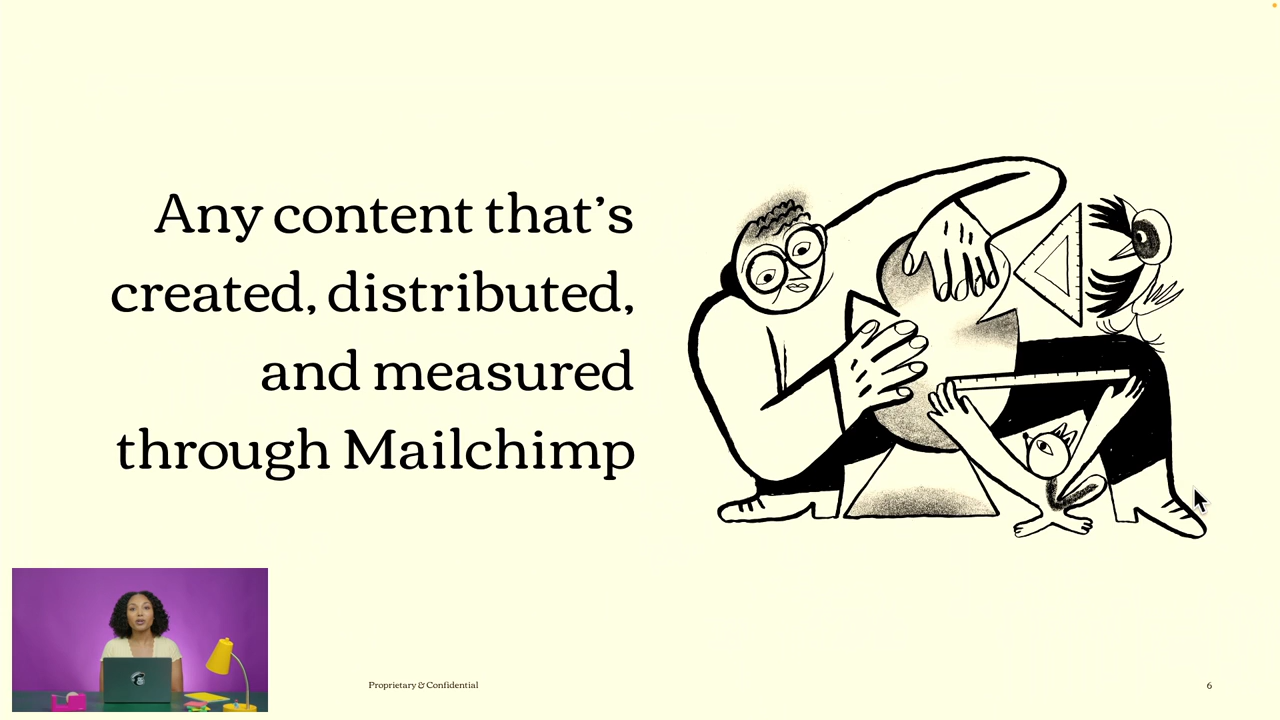 Any content that’s
created, distributed,
and measured
through Mailchimp
Proprietary & Confidential
6